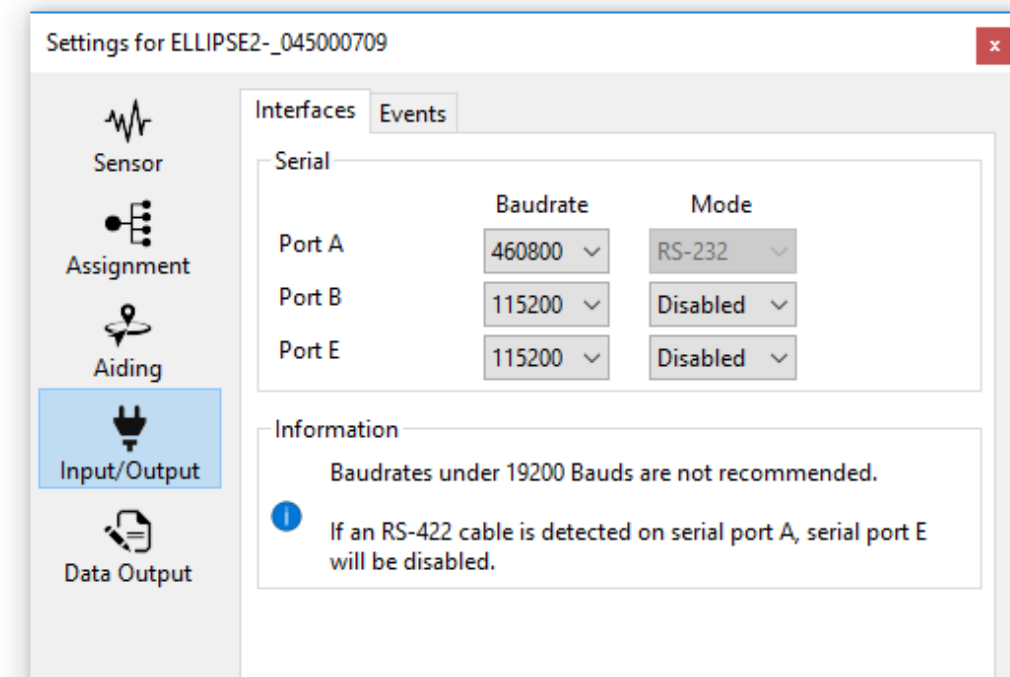 Settings for ELLIPSE2-_045000709
x
Sensor
Assignment
Aiding
Input/Output
Data Output
Interfaces Events
Serial
Baudrate Mode
Port A 460800 RS-232
Port B 115200 Disabled
Port E 115200 Disabled
Information
Baudrates under 19200 Bauds are not recommended.
If an RS-422 cable is detected on serial port A, serial port E
will be disabled.